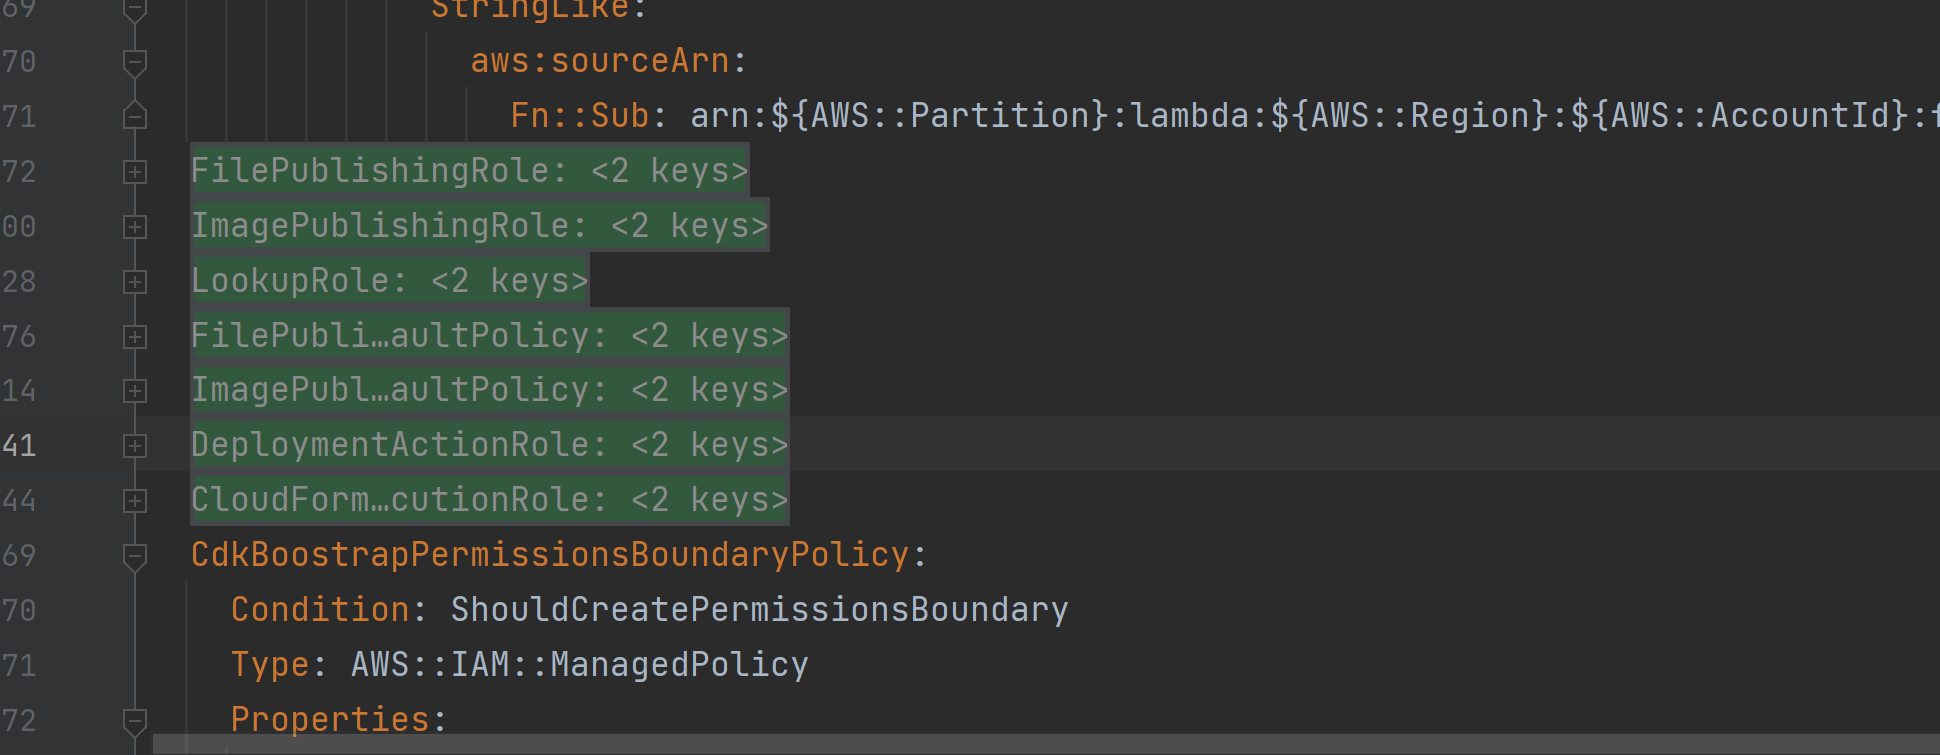 69 StringLike:
70 aws:sourceArn:
71 Fn::Sub: arn:${AWS::Partition}:lambda:${AWS::Region}:${AWS::AccountId}:f
72 FilePublishingRole: <2 keys>
00 ImagePublishingRole: <2 keys>
28 LookupRole: <2 keys>
76 FilePubli…aultPolicy: <2 keys>
14 ImagePubl…aultPolicy: <2 keys>
41 DeploymentActionRole: <2 keys>
44 CloudForm…cutionRole: <2 keys>
69 CdkBoostrapPermissionsBoundaryPolicy:
70 Condition: ShouldCreatePermissionsBoundary
71 Type: AWS::IAM::ManagedPolicy
72 Properties: